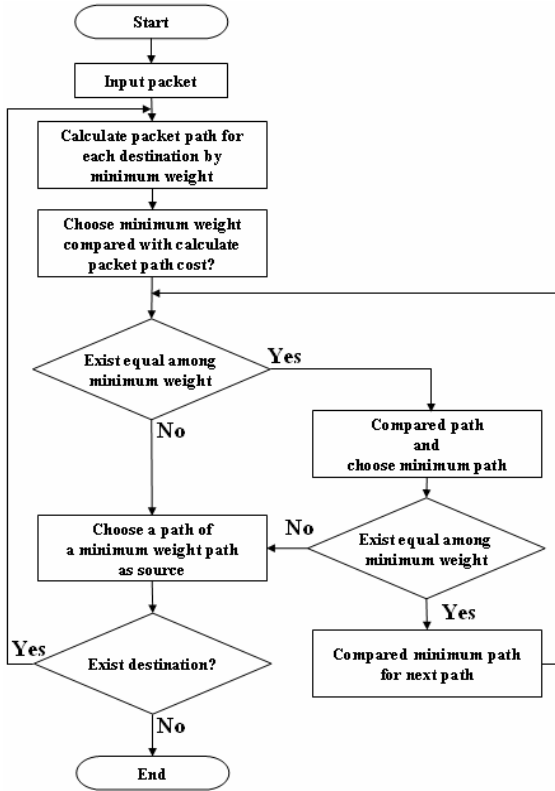 Start
Input packet
Calculate packet path for
each destination by
minimum weight
Choose minimum weight
compared with calculate
packet path cost?
Exist equal among
minimum weight
Yes
No
Compared path
and
choose minimum path
Exist equal among
minimum weight
No
Yes
Choose a path of
a minimum weight path
as source
Compared minimum path
for next path
Exist destination?
Yes
No
End